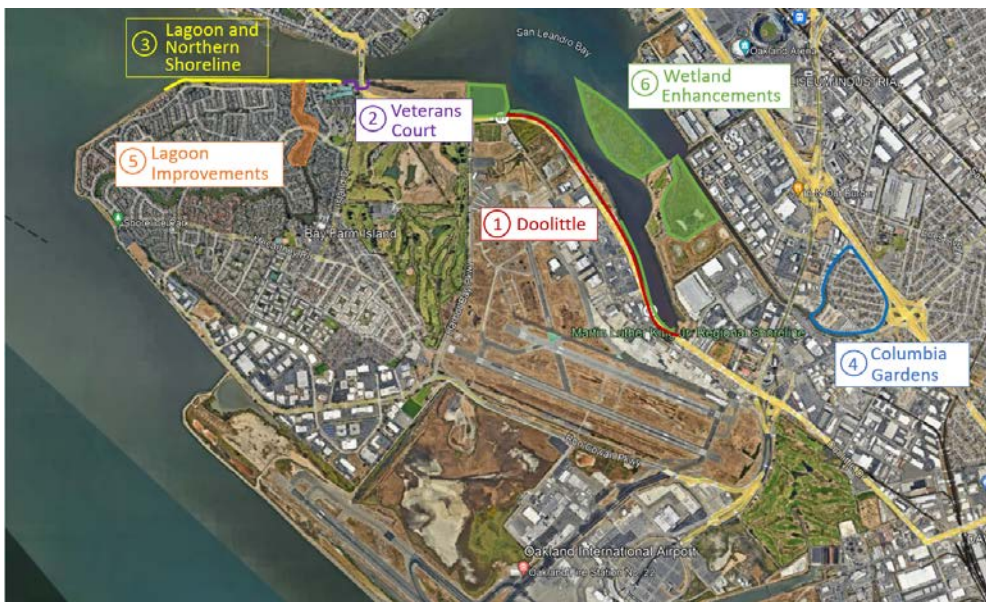 San Leandro Bay
3 Lagoon and
Northern
Shoreline
Oakland Arena
6 Wetland
Enhancements
2 Veterans
Court
5 Lagoon
Improvements
1 Doolittle
Bay Farm Island
Martin Luther King Jr Regional Shoreline
4 Columbia
Gardens
Oakland International Airport